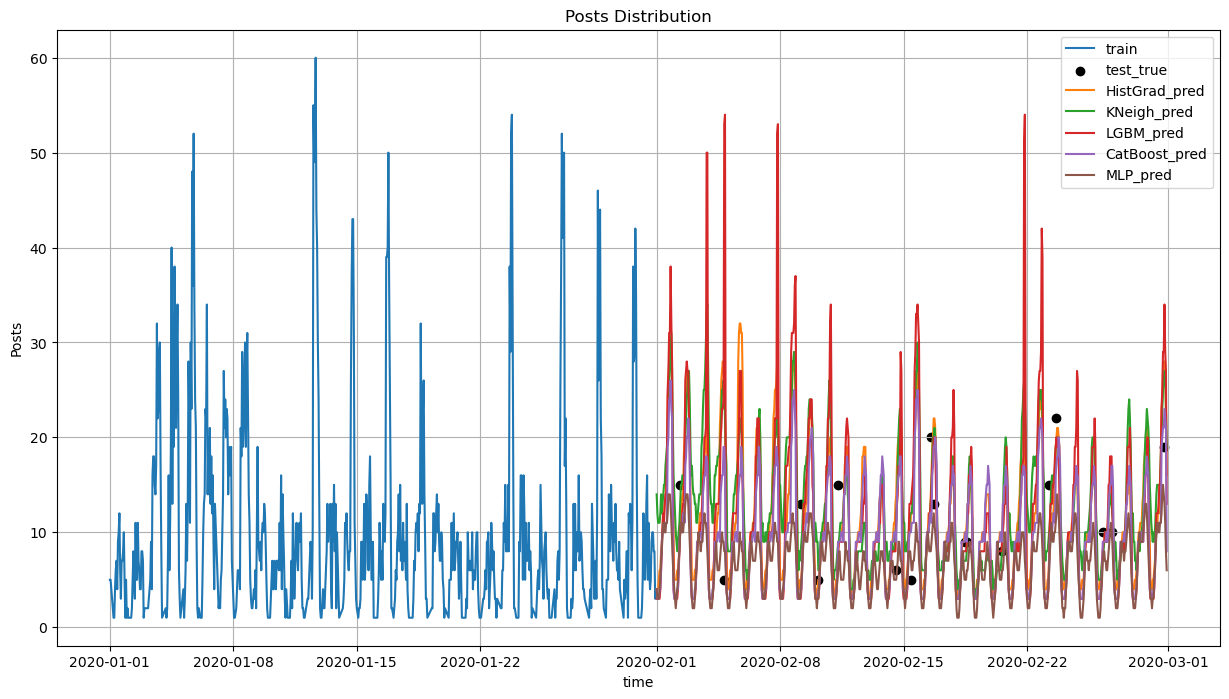 Posts Distribution
60
50
40
30
20
10
0
Posts
2020-01-01
2020-01-08
2020-01-15
2020-01-22
2020-02-01
2020-02-08
2020-02-15
2020-02-22
2020-03-01
time
train
test_true
HistGrad_pred
KNeigh_pred
LGBM_pred
CatBoost_pred
MLP_pred